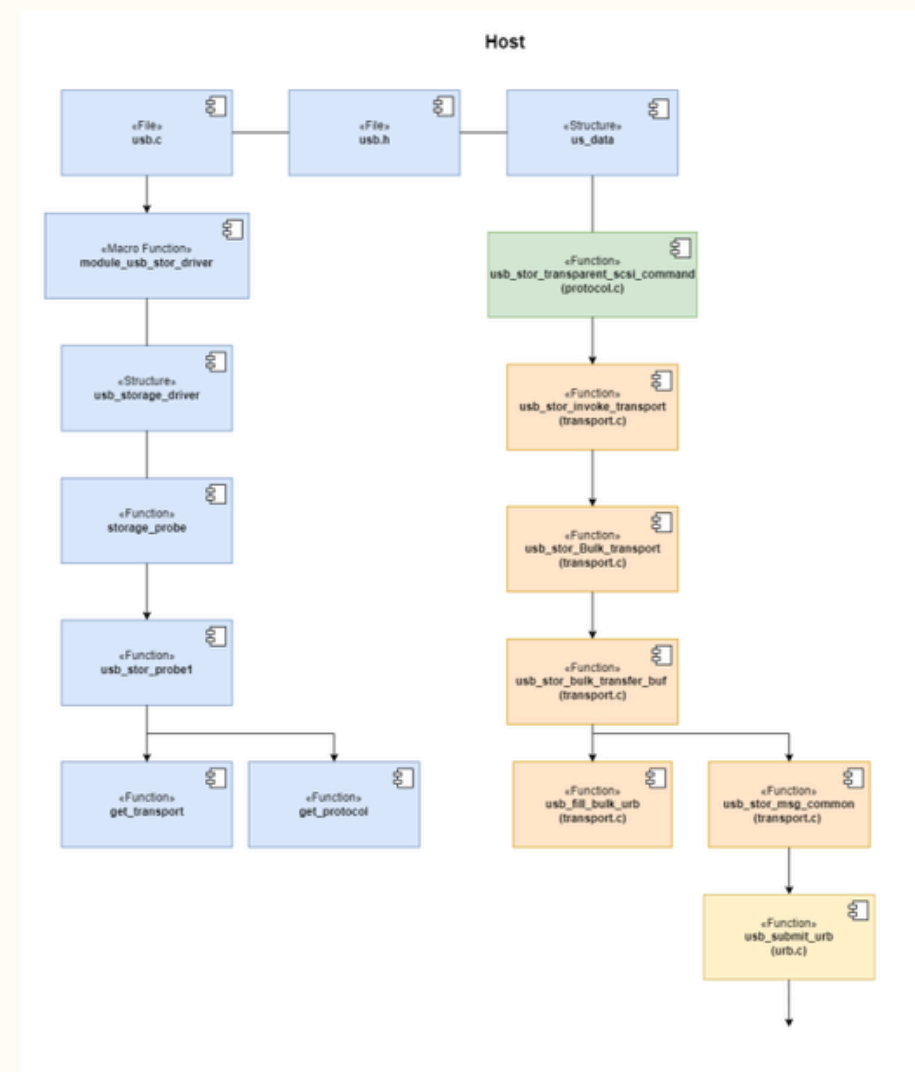 Host
«File»
usb.c
«File»
usb.h
«Structure»
us_data
«Macro Function»
module_usb_stor_driver
«Function»
usb_stor_transparent_scsi_command
(protocol.c)
«Structure»
usb_storage_driver
«Function»
usb_stor_invoke_transport
(transport.c)
«Function»
storage_probe
«Function»
usb_stor_Bulk_transport
(transport.c)
«Function»
usb_stor_probe1
«Function»
usb_stor_bulk_transfer_buf
(transport.c)
«Function»
get_transport
«Function»
get_protocol
«Function»
usb_fill_bulk_urb
(transport.c)
«Function»
usb_stor_msg_common
(transport.c)
«Function»
usb_submit_urb
(urb.c)